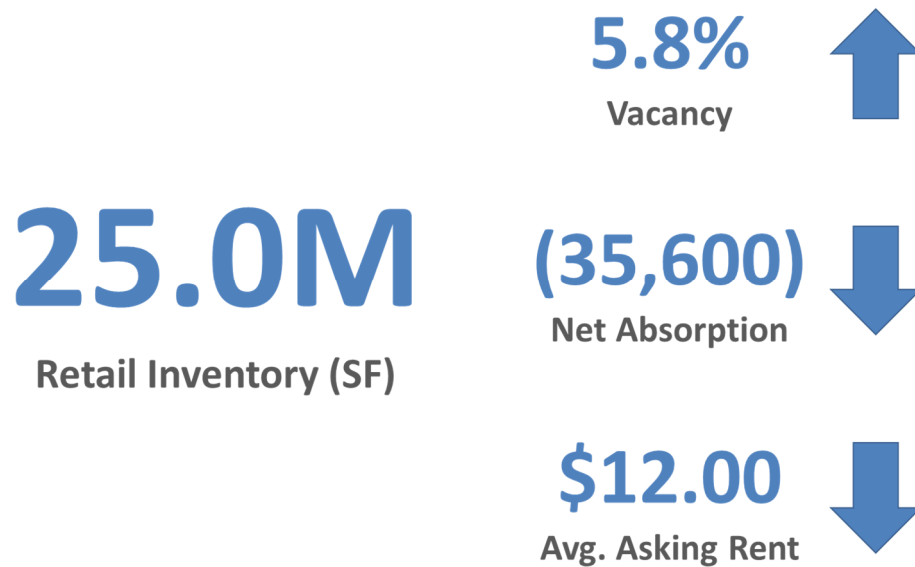 25.0M
Retail Inventory (SF)
5.8%
Vacancy
(35,600)
Net Absorption
$12.00
Avg. Asking Rent